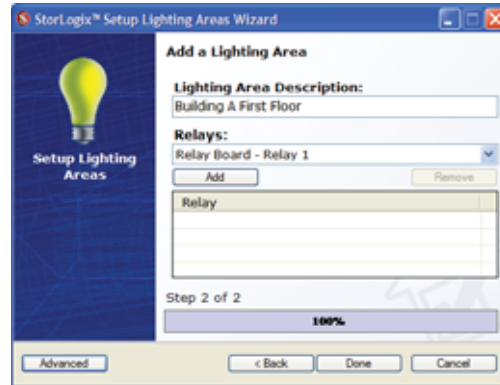 StorLogix™ Setup Lighting Areas Wizard
Add a Lighting Area
Lighting Area Description:
Building A First Floor
Relays:
Relay Board - Relay 1
Setup Lighting
Areas
Add
Remove
Relay
Step 2 of 2
100%
Advanced
< Back
Done
Cancel